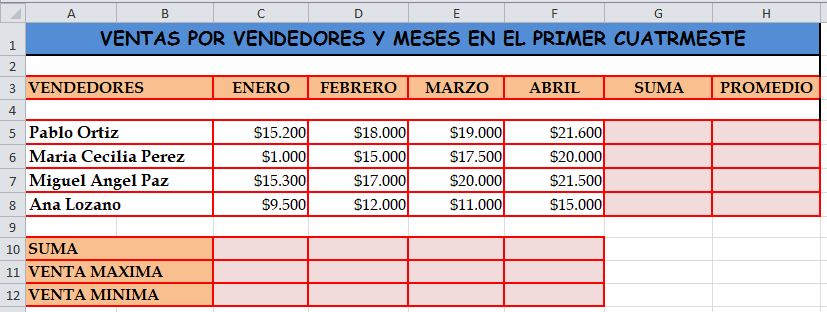 A B C D E F G H
1 VENTAS POR VENDEDORES Y MESES EN EL PRIMER CUATRMESTE
2
3 VENDEDORES ENERO FEBRERO MARZO ABRIL SUMA PROMEDIO
4
5 Pablo Ortiz $15.200 $18.000 $19.000 $21.600
6 Maria Cecilia Perez $1.000 $15.000 $17.500 $20.000
7 Miguel Angel Paz $15.300 $17.000 $20.000 $21.500
8 Ana Lozano $9.500 $12.000 $11.000 $15.000
9
10 SUMA
11 VENTA MAXIMA
12 VENTA MINIMA